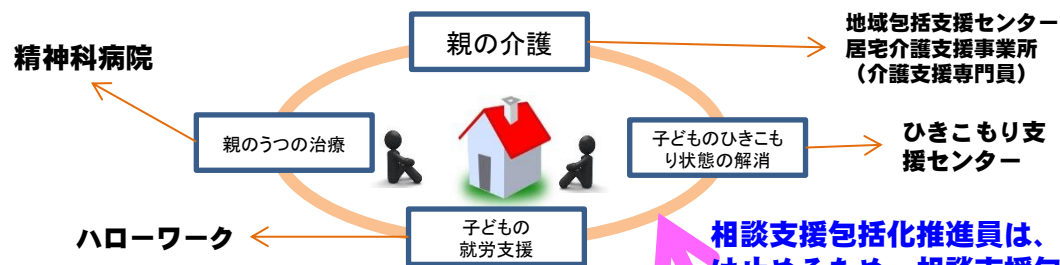 親の介護
地域包括支援センター
居宅介護支援事業所
（介護支援専門員）
精神科病院
親のうつの治療
子どものひきこも
り状態の解消
ひきこもり支
援センター
ハローワーク
子どもの
就労支援
相談支援包括化推進員は、